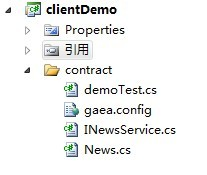 clientDemo
Properties
引用
contract
demoTest.cs
gaea.config
INewsService.cs
News.cs